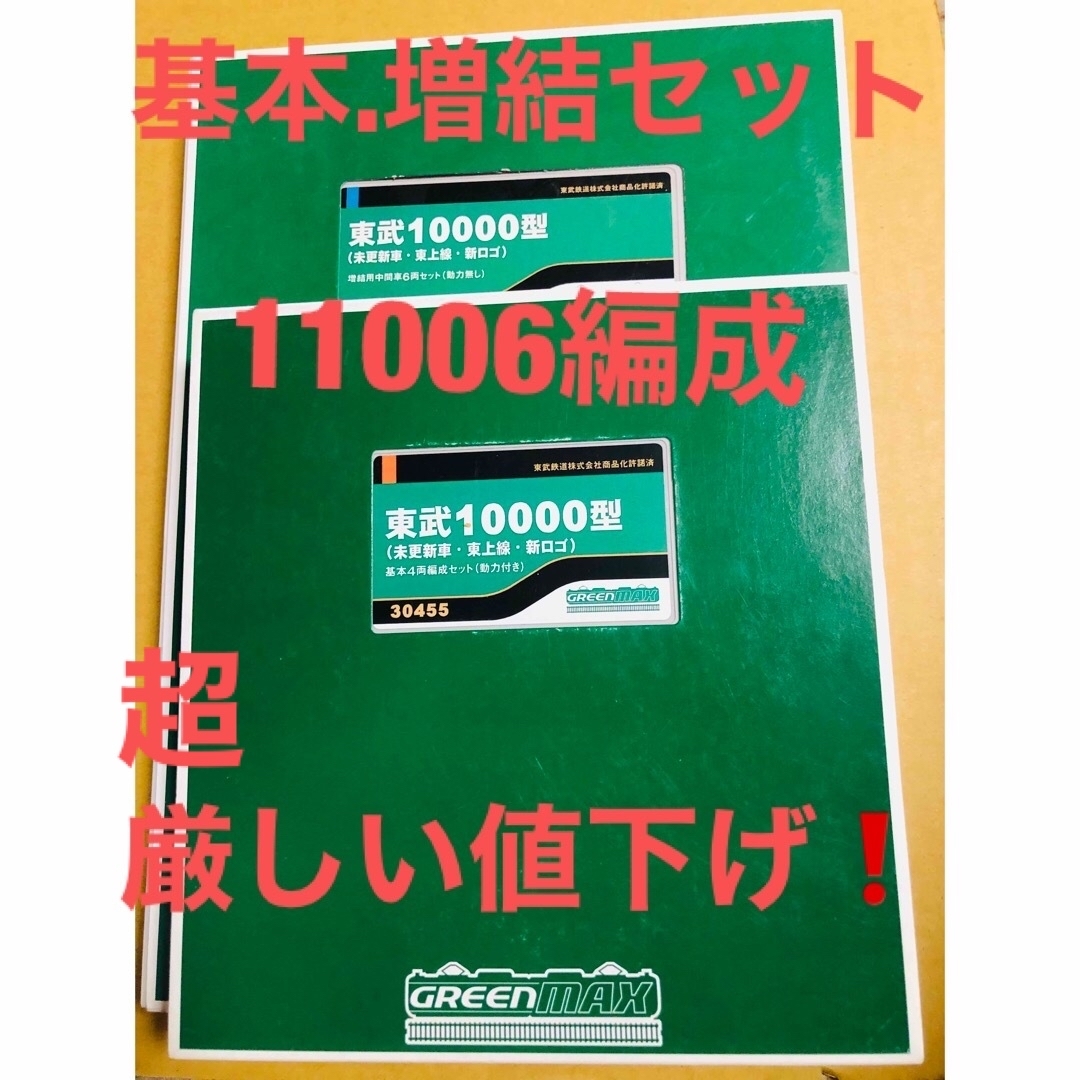 基本.増結セット
東武鉄道株式会社商品化許諾済
東武10000型
(未更新車・東上線・新ロゴ)
増結用中間車6両セット(動力無し)
11006編成
東武鉄道株式会社商品化許諾済
東武10000型
(未更新車・東上線・新ロゴ)
基本4両編成セット(動力付き)
30455
GREENMAX
超
厳しい値下げ❗
GREENMAX